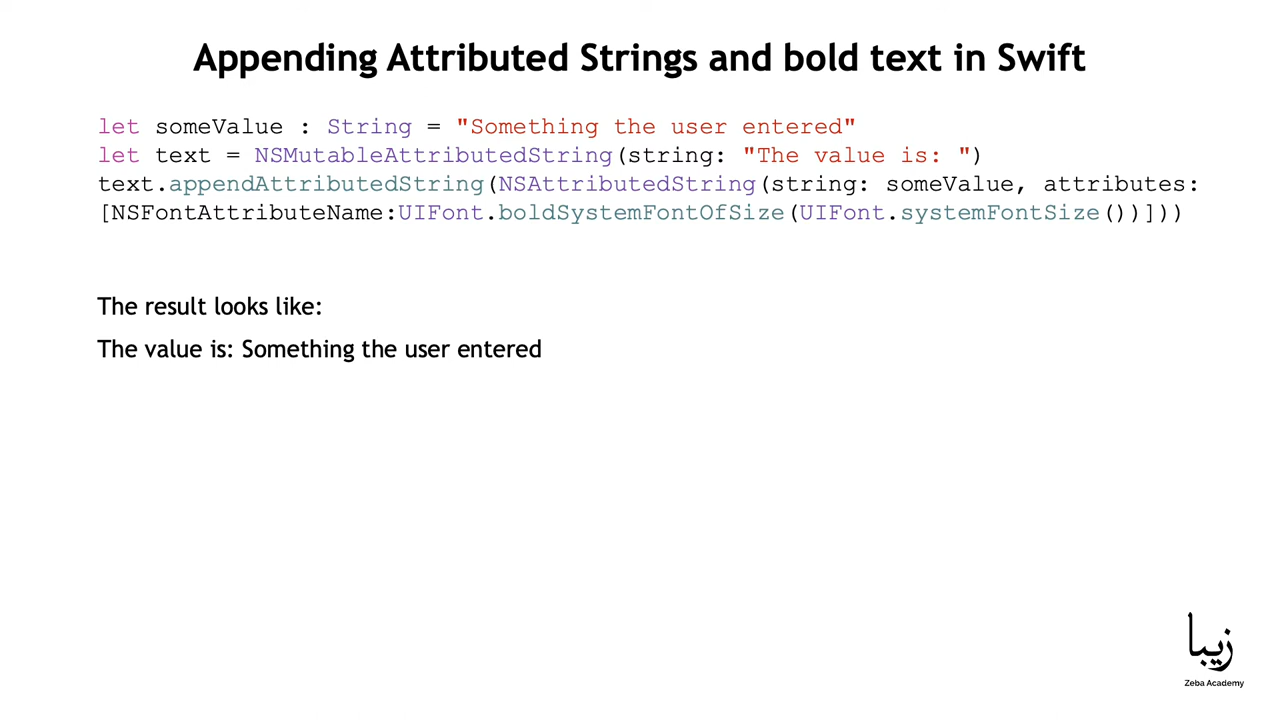 Appending Attributed Strings and bold text in Swift
let someValue : String = "Something the user entered"
let text = NSMutableAttributedString(string: "The value is: ")
text.appendAttributedString(NSAttributedString(string: someValue, attributes:
[NSFontAttributeName:UIFont.boldSystemFontOfSize(UIFont.systemFontSize())]))
The result looks like:
The value is: Something the user entered
زيبا
Zeba Academy